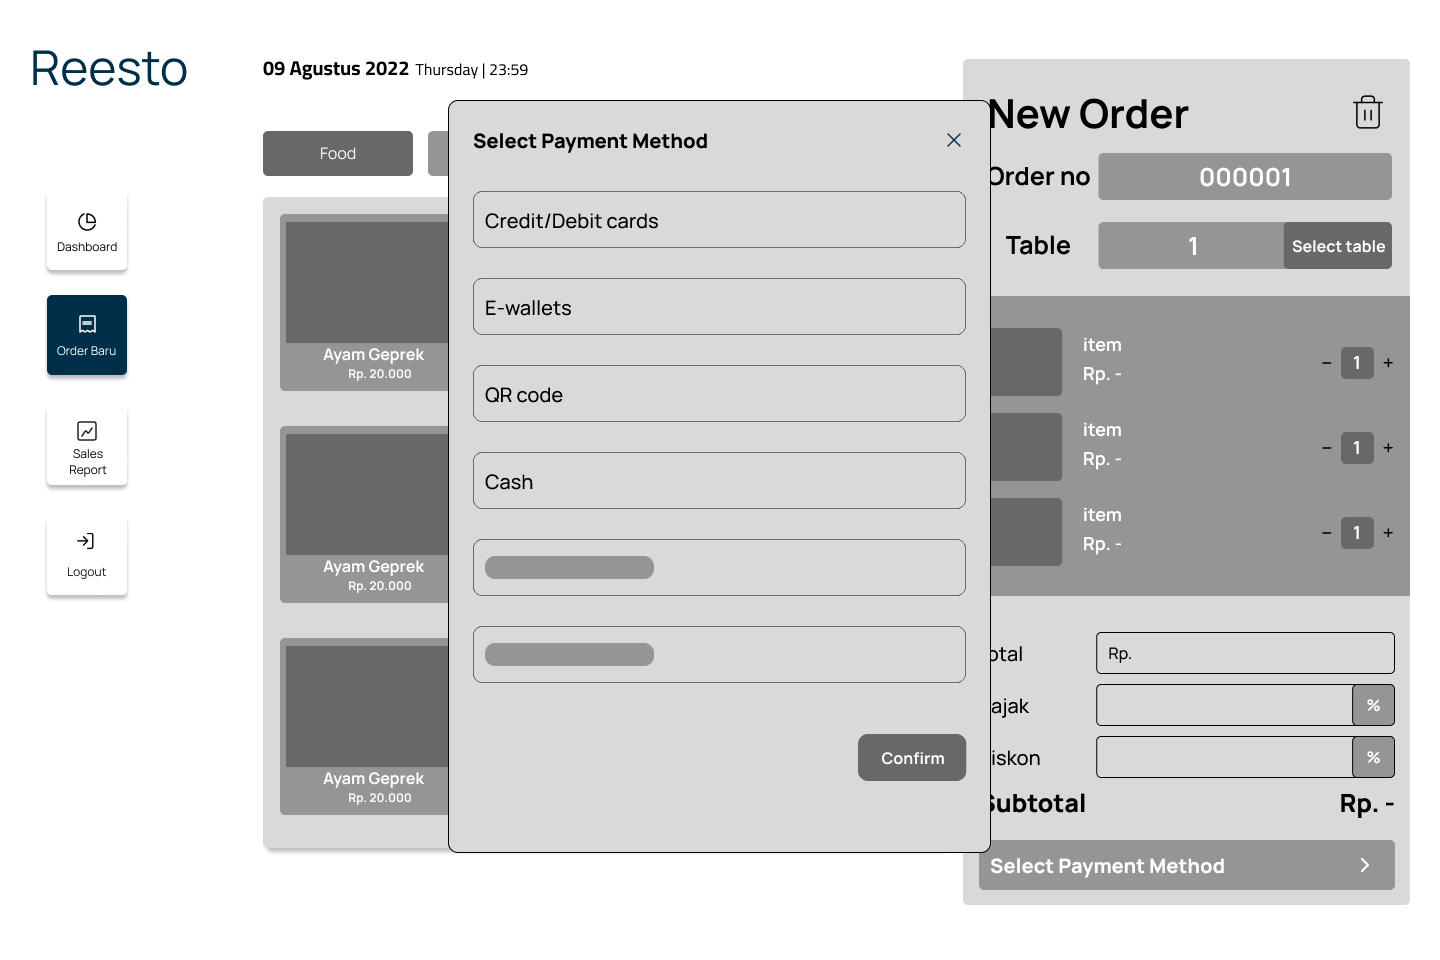 Reesto
09 Agustus 2022 Thursday | 23:59
Food
Dashboard
Order Baru
Sales
Report
Logout
Ayam Geprek
Rp. 20.000
Ayam Geprek
Rp. 20.000
Ayam Geprek
Rp. 20.000
Select Payment Method
Credit/Debit cards
E-wallets
QR code
Cash
Confirm
New Order
Order no 000001
Table 1 Select table
item
Rp. -
− 1 +
item
Rp. -
− 1 +
item
Rp. -
− 1 +
otal Rp.
ajak %
iskon %
Subtotal Rp. -
Select Payment Method